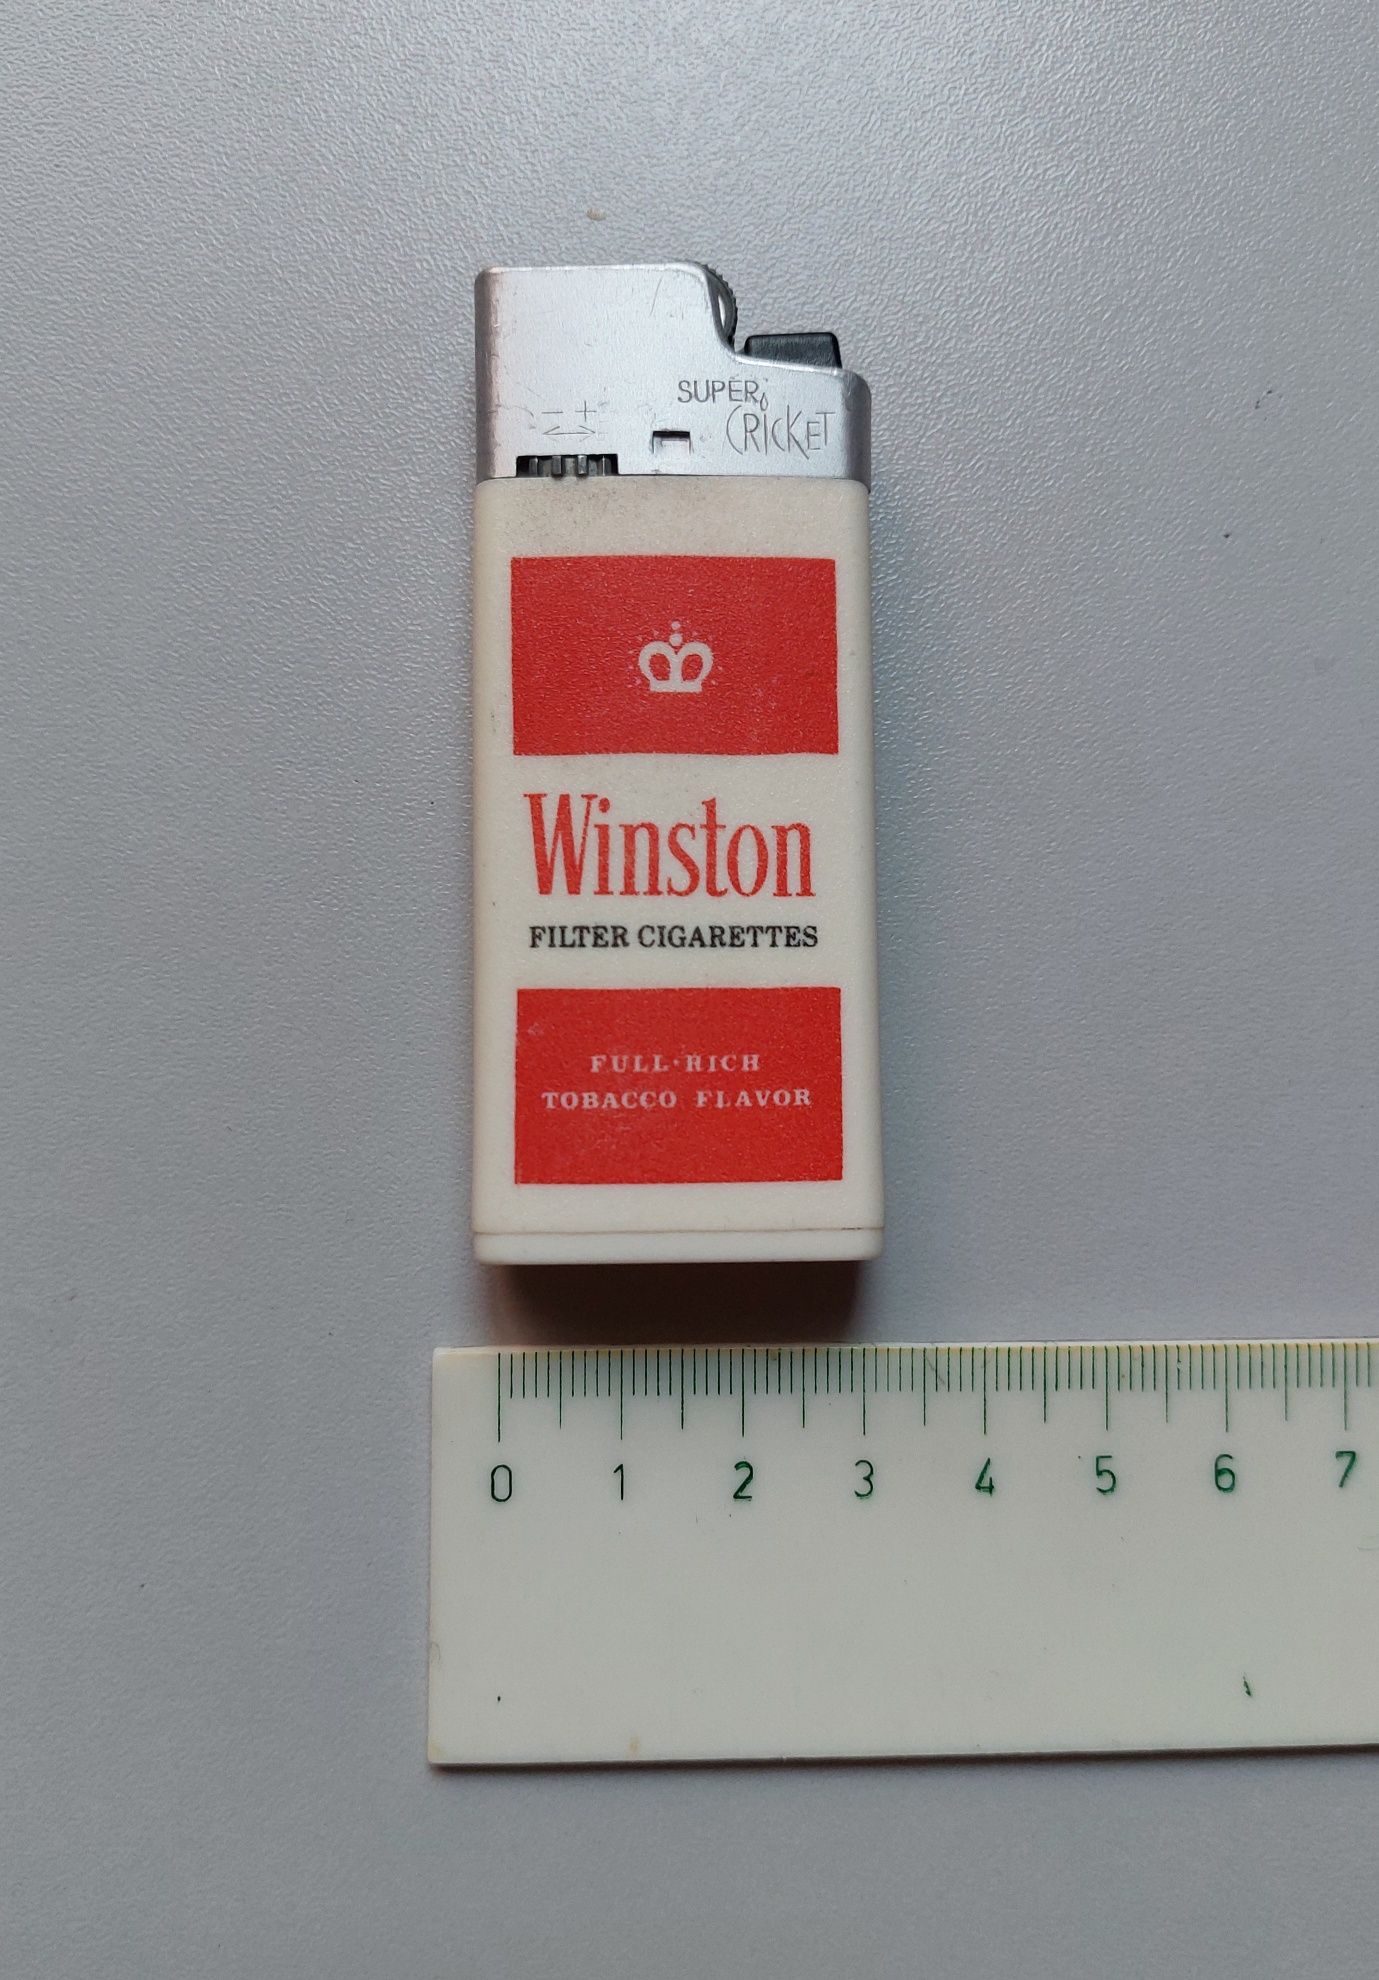 SUPER
CRICKET
- +
Winston
FILTER CIGARETTES
FULL·RICH
TOBACCO FLAVOR
0 1 2 3 4 5 6 7